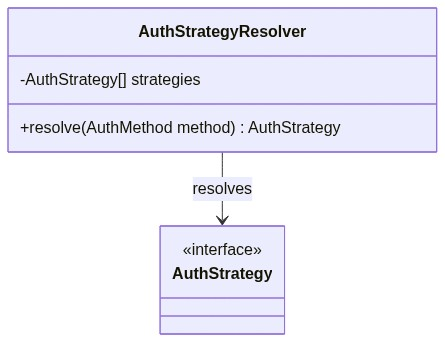 AuthStrategyResolver
-AuthStrategy[] strategies
+resolve(AuthMethod method) : AuthStrategy
resolves
«interface»
AuthStrategy